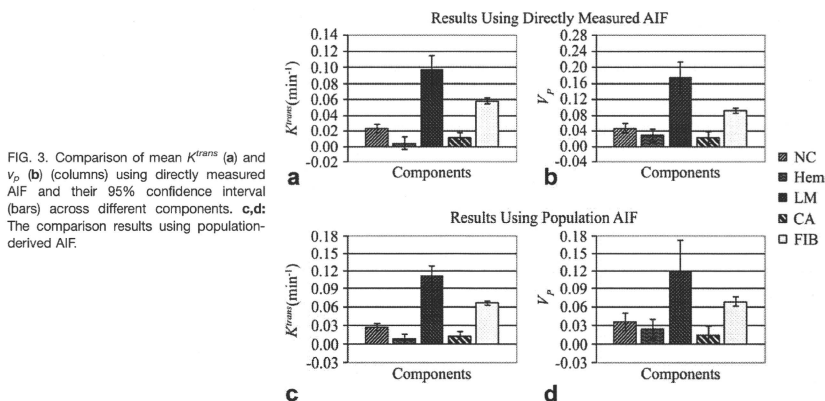 FIG. 3. Comparison of mean Ktrans (a) and
vp (b) (columns) using directly measured
AIF and their 95% confidence interval
(bars) across different components. c,d:
The comparison results using population-
derived AIF.
Results Using Directly Measured AIF
0.14
0.12
0.10
0.08
0.06
0.04
0.02
0.00
-0.02
Ktrans(min-1)
Components
a
0.28
0.24
0.20
0.16
0.12
0.08
0.04
0.00
-0.04
Vp
Components
b
Results Using Population AIF
0.18
0.15
0.12
0.09
0.06
0.03
0.00
-0.03
Ktrans(min-1)
Components
c
0.18
0.15
0.12
0.09
0.06
0.03
0.00
-0.03
Vp
Components
d
NC
Hem
LM
CA
FIB